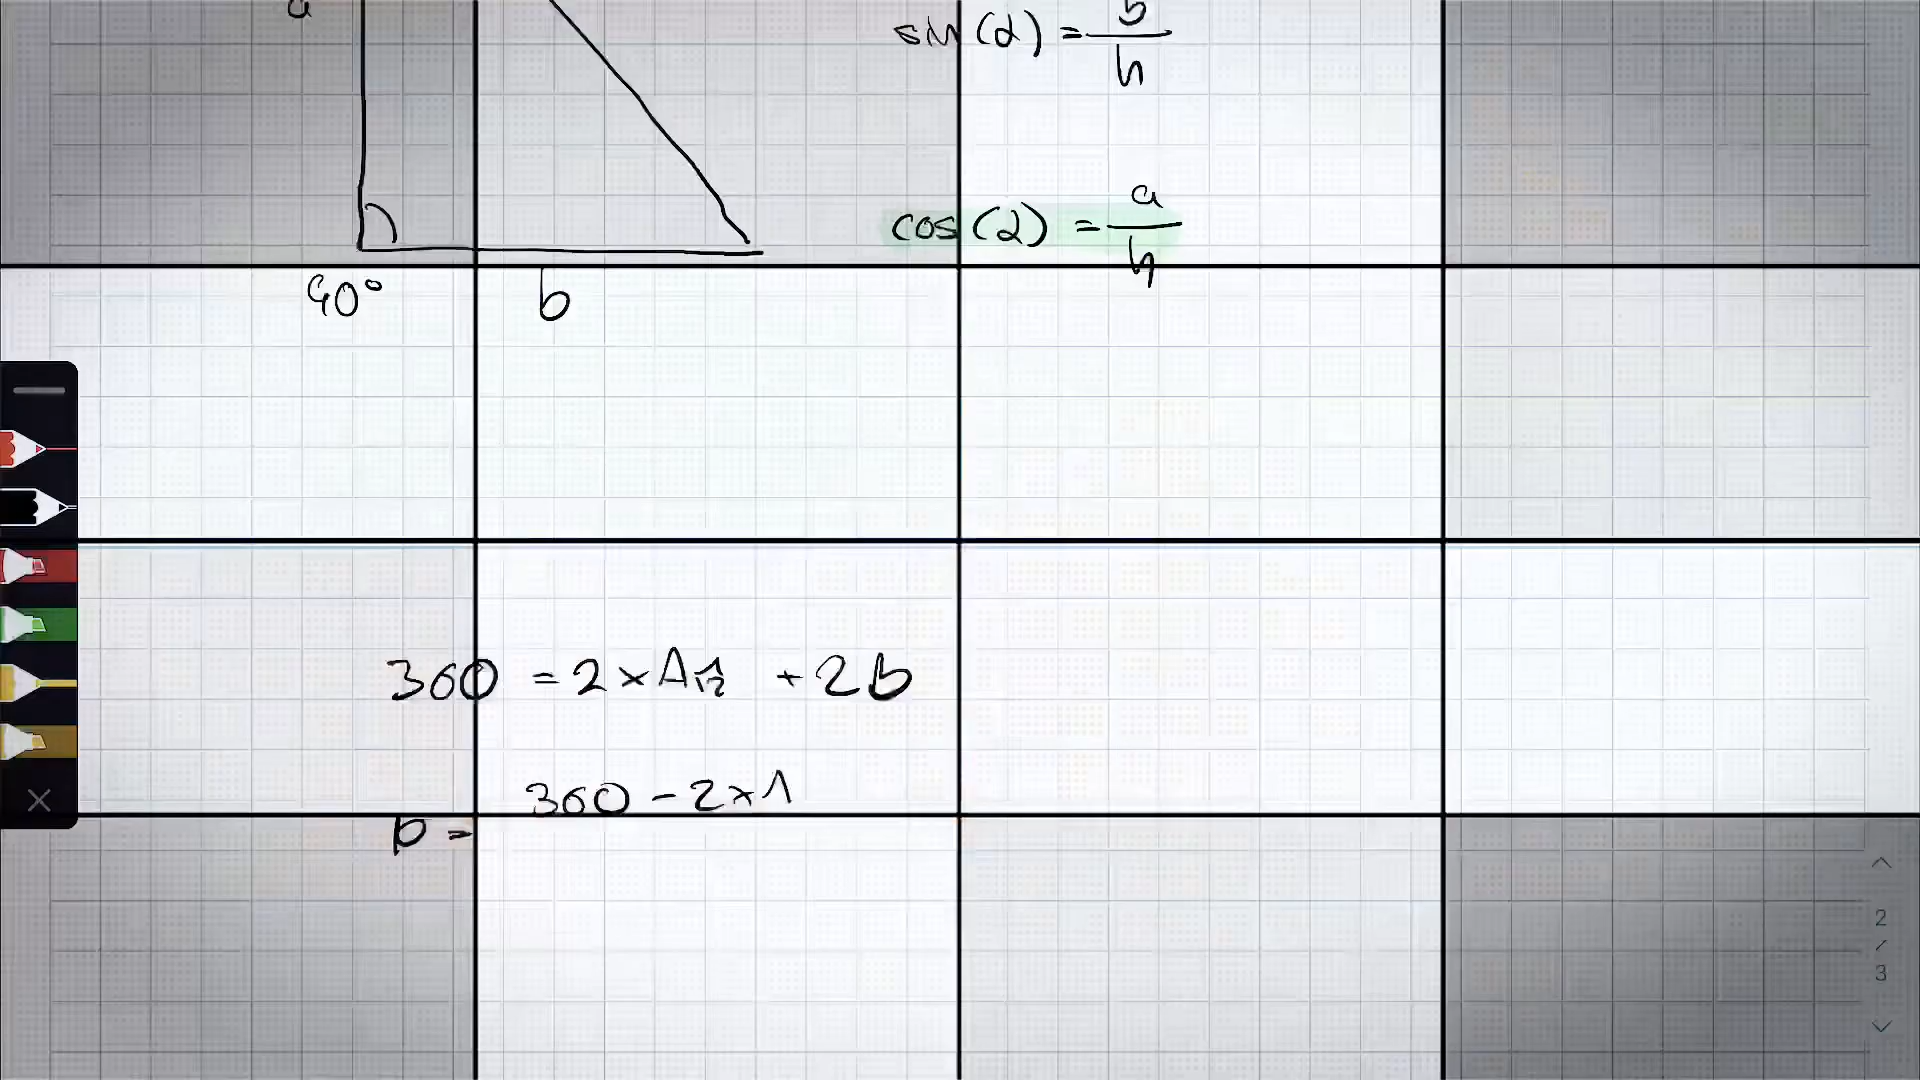 a
sin(α) = b/h
cos(α) = a/h
90° b
360 = 2 × A + 2b
360 - 2 × 1
b =
2
/
3